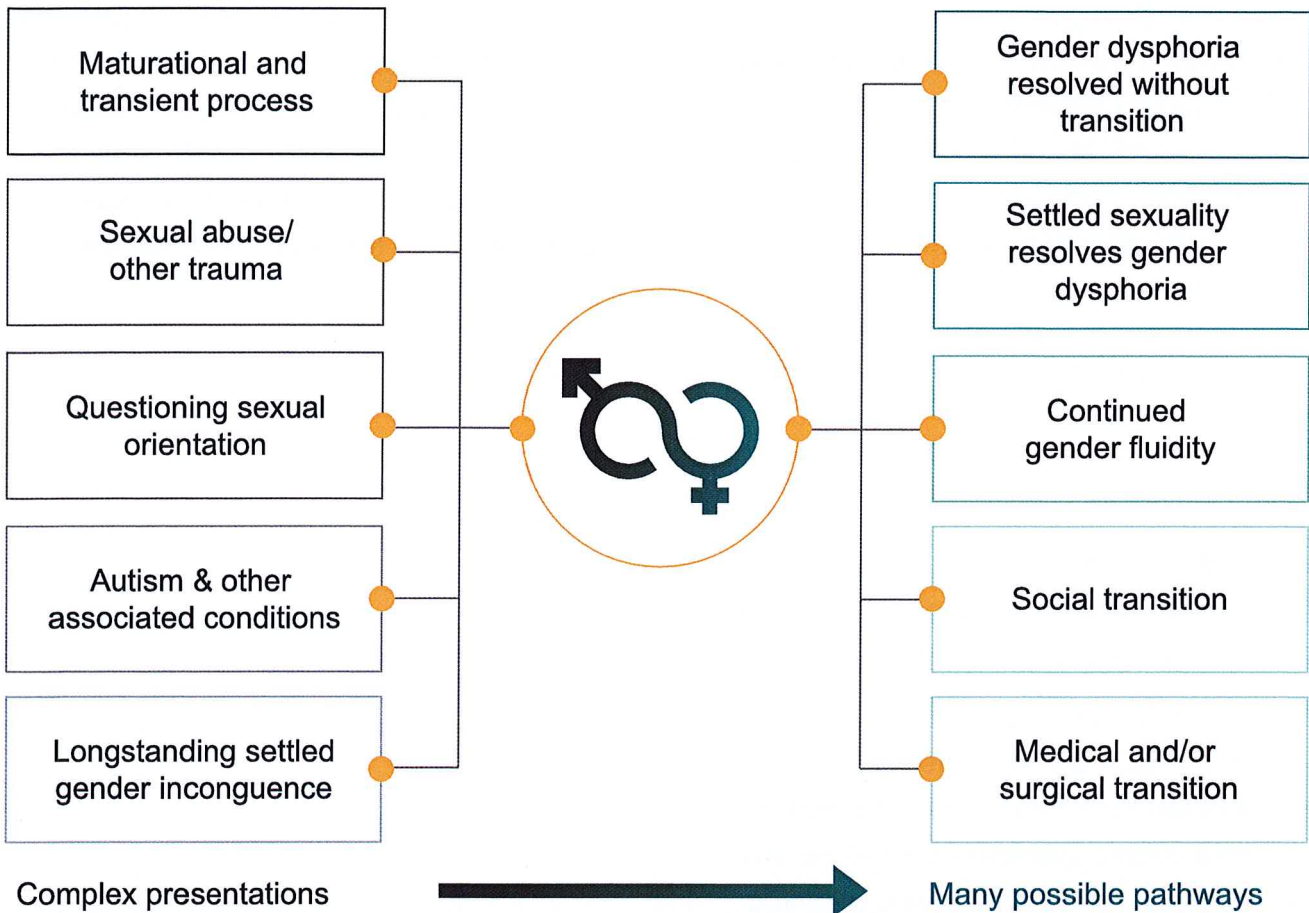 Maturational and
transient process
Sexual abuse/
other trauma
Questioning sexual
orientation
Autism & other
associated conditions
Longstanding settled
gender inconguence
Complex presentations
Gender dysphoria
resolved without
transition
Settled sexuality
resolves gender
dysphoria
Continued
gender fluidity
Social transition
Medical and/or
surgical transition
Many possible pathways